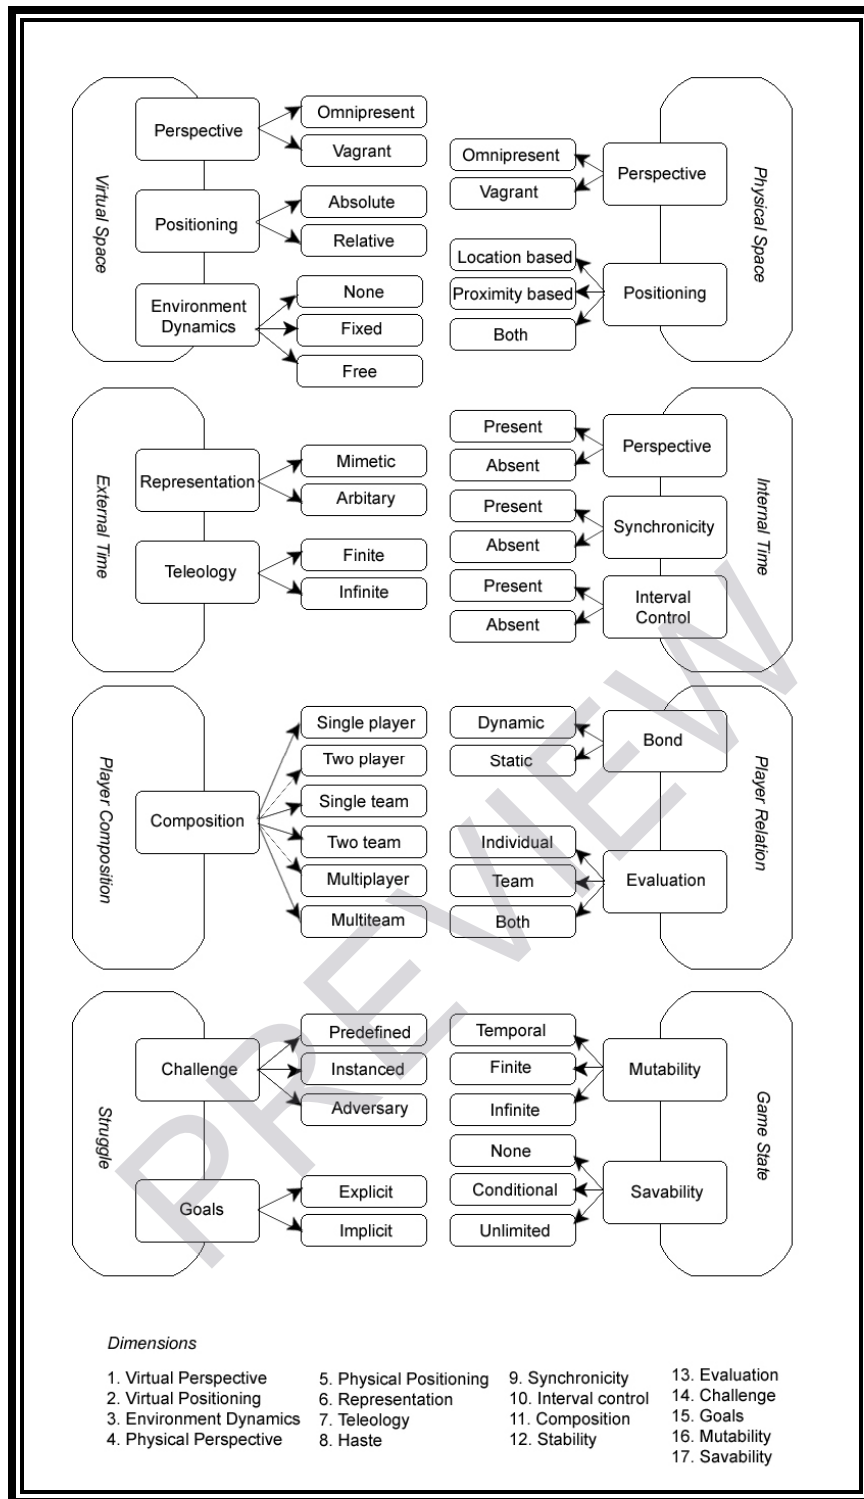 Virtual Space
Perspective
Omnipresent
Vagrant
Positioning
Absolute
Relative
Environment
Dynamics
None
Fixed
Free
Physical Space
Perspective
Omnipresent
Vagrant
Positioning
Location based
Proximity based
Both
External Time
Representation
Mimetic
Arbitary
Teleology
Finite
Infinite
Internal Time
Perspective
Present
Absent
Synchronicity
Present
Absent
Interval
Control
Present
Absent
Player Composition
Composition
Single player
Two player
Single team
Two team
Multiplayer
Multiteam
Player Relation
Bond
Dynamic
Static
Evaluation
Individual
Team
Both
Struggle
Challenge
Predefined
Instanced
Adversary
Goals
Explicit
Implicit
Game State
Mutability
Temporal
Finite
Infinite
Savability
None
Conditional
Unlimited
PREVIEW
Dimensions
1. Virtual Perspective
2. Virtual Positioning
3. Environment Dynamics
4. Physical Perspective
5. Physical Positioning
6. Representation
7. Teleology
8. Haste
9. Synchronicity
10. Interval control
11. Composition
12. Stability
13. Evaluation
14. Challenge
15. Goals
16. Mutability
17. Savability